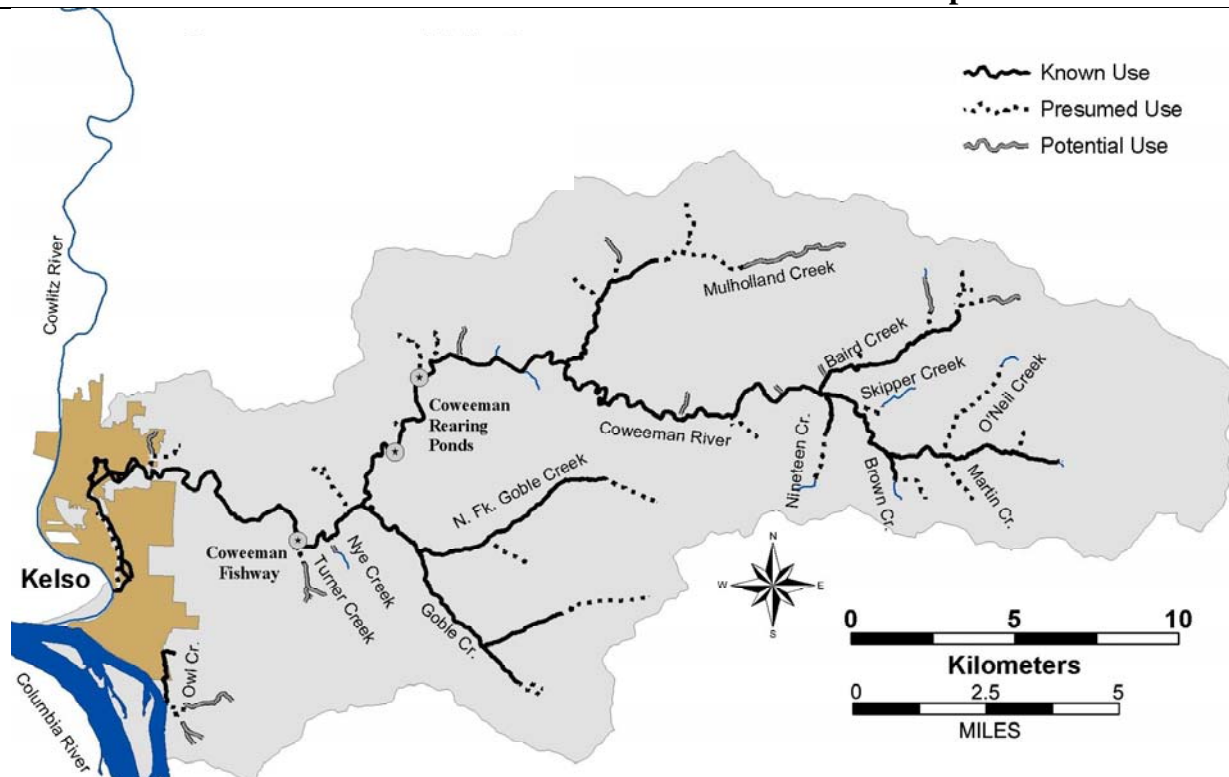 Known Use
Presumed Use
Potential Use
Cowlitz River
Mulholland Creek
Baird Creek
Skipper Creek
O'Neil Creek
Coweeman
Rearing
Ponds
Coweeman River
Nineteen Cr.
Brown Cr.
Martin Cr.
N. Fk. Goble Creek
Coweeman
Fishway
Nye Creek
Turner Creek
Goble Cr.
Kelso
Owl Cr.
Columbia River
N
W
E
S
0 5 10
Kilometers
0 2.5 5
MILES